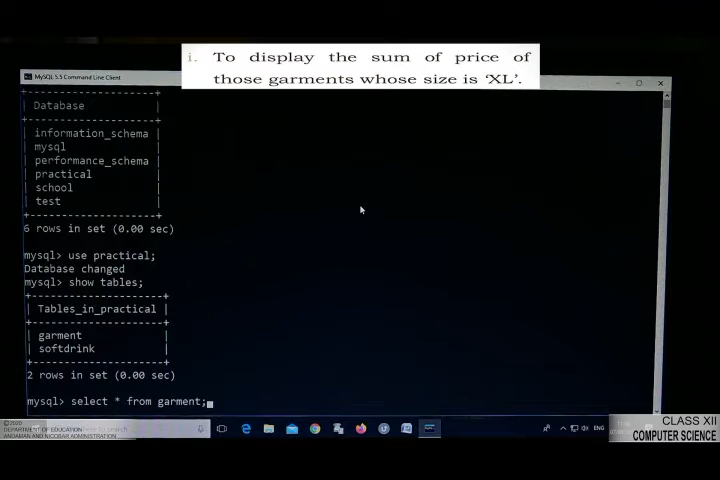 i. To display the sum of price of
those garments whose size is ‘XL’.
MySQL 5.5 Command Line Client
+--------------------+
| Database |
+--------------------+
| information_schema |
| mysql |
| performance_schema |
| practical |
| school |
| test |
+--------------------+
6 rows in set (0.00 sec)
mysql> use practical;
Database changed
mysql> show tables;
+---------------------+
| Tables_in_practical |
+---------------------+
| garment |
| softdrink |
+---------------------+
2 rows in set (0.00 sec)
mysql> select * from garment;
©2020
DEPARTMENT OF EDUCATION
ANDAMAN AND NICOBAR ADMINISTRATION
ENG
CLASS XII
COMPUTER SCIENCE